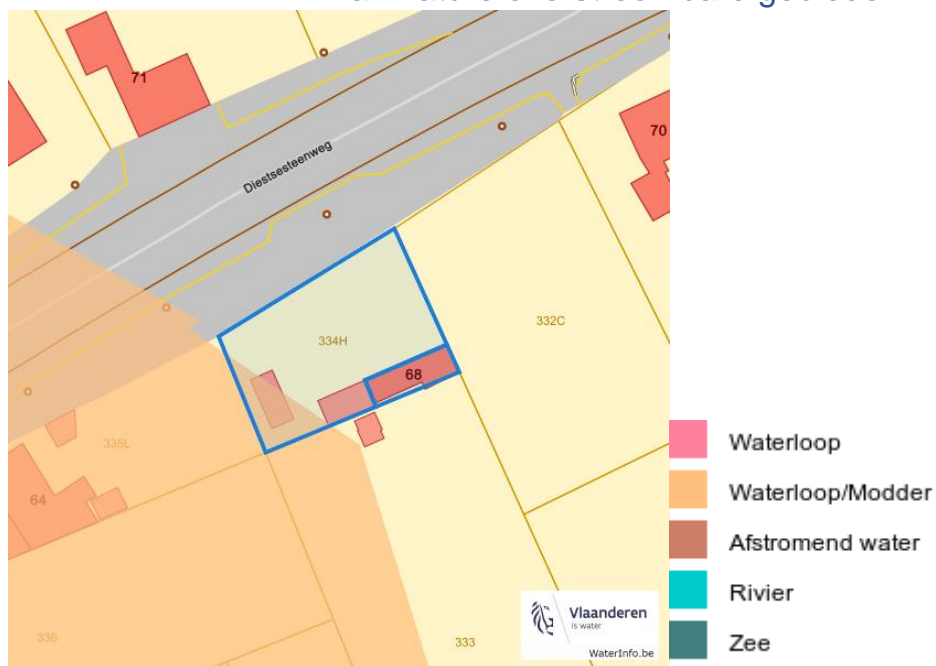 71
70
Diestsesteenweg
332C
334H
68
335L
64
336
333
Vlaanderen
is water
WaterInfo.be
Waterloop
Waterloop/Modder
Afstromend water
Rivier
Zee